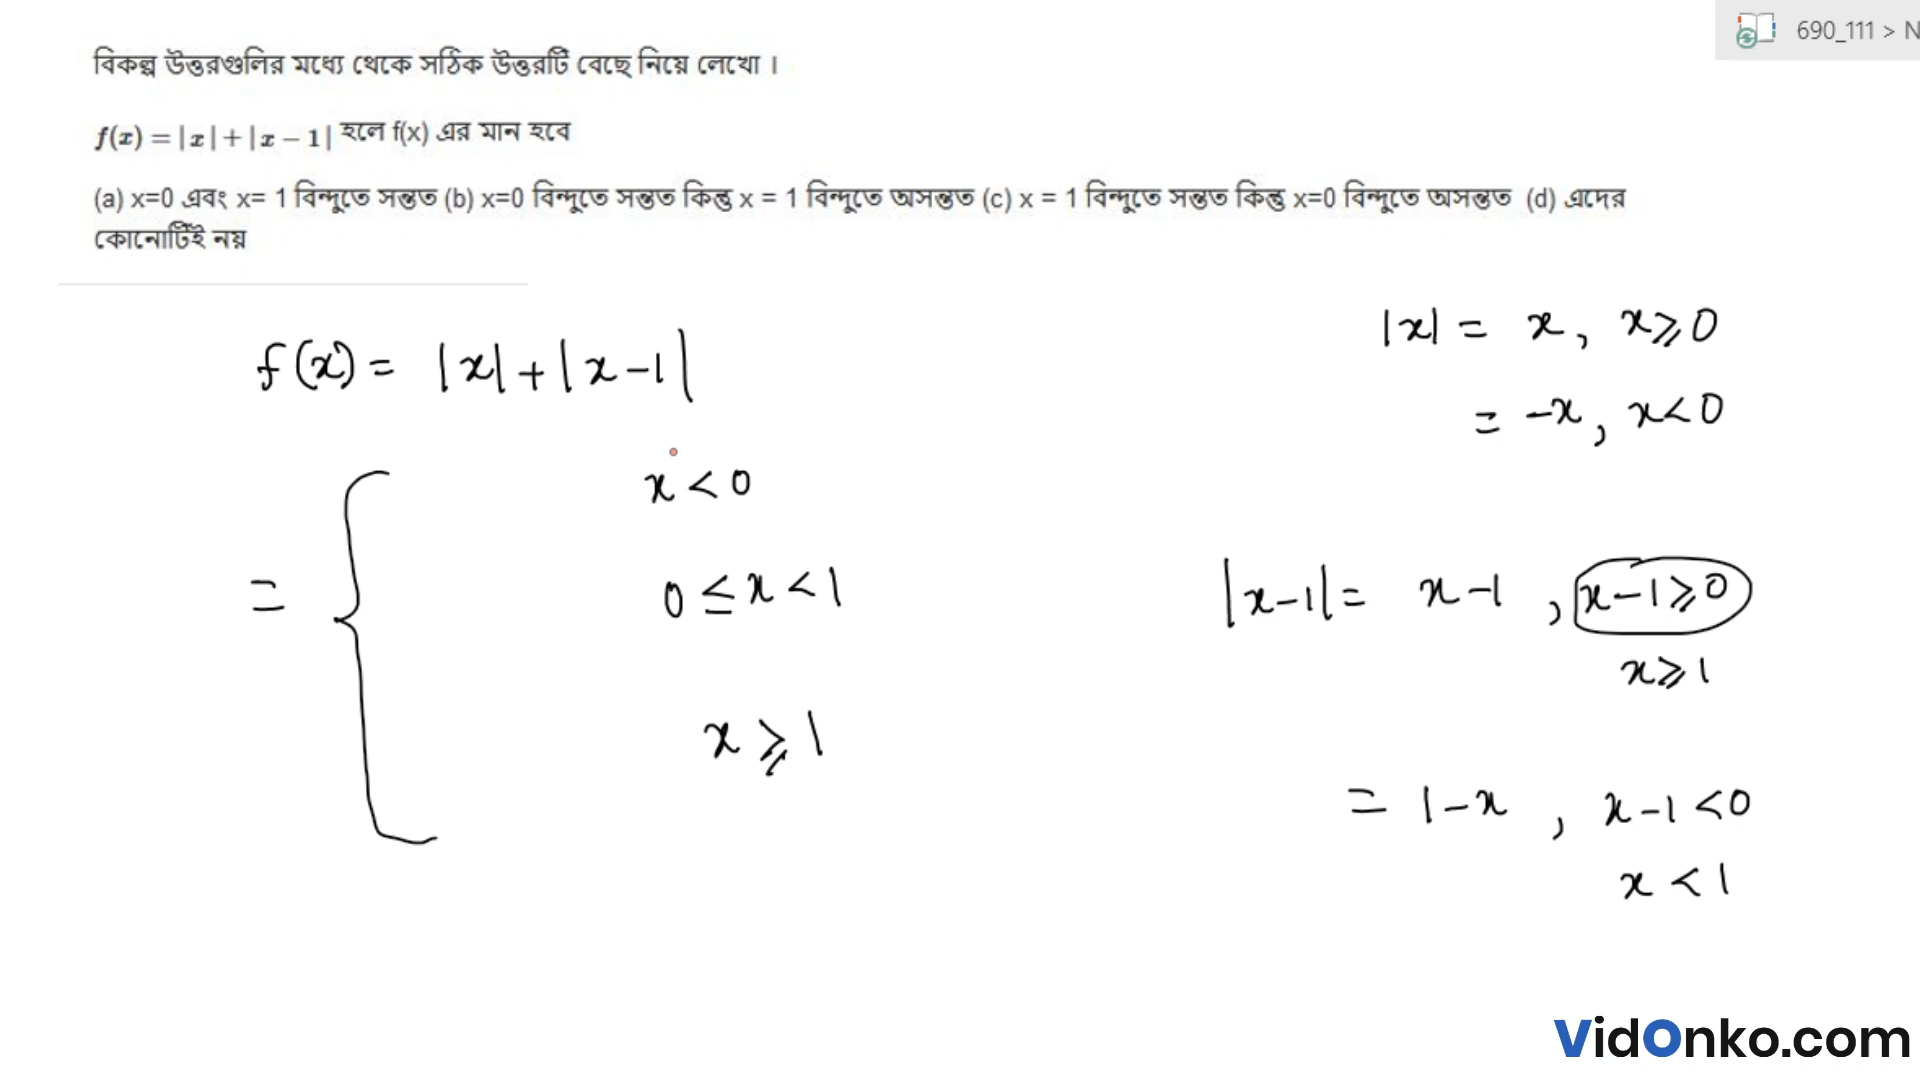 690_111 > N
বিকল্প উত্তরগুলির মধ্যে থেকে সঠিক উত্তরটি বেছে নিয়ে লেখো ।
f(x) = |x| + |x − 1| হলে f(x) এর মান হবে
(a) x=0 এবং x= 1 বিন্দুতে সন্তত (b) x=0 বিন্দুতে সন্তত কিন্তু x = 1 বিন্দুতে অসন্তত (c) x = 1 বিন্দুতে সন্তত কিন্তু x=0 বিন্দুতে অসন্তত (d) এদের
কোনোটিই নয়
f(x) = |x| + |x-1|
= {
x < 0
0 ≤ x < 1
x ⩾ 1
|x| = x, x⩾0
= -x, x<0
|x-1| = x-1 , x-1⩾0
x⩾1
= 1-x , x-1<0
x < 1
VidOnko.com